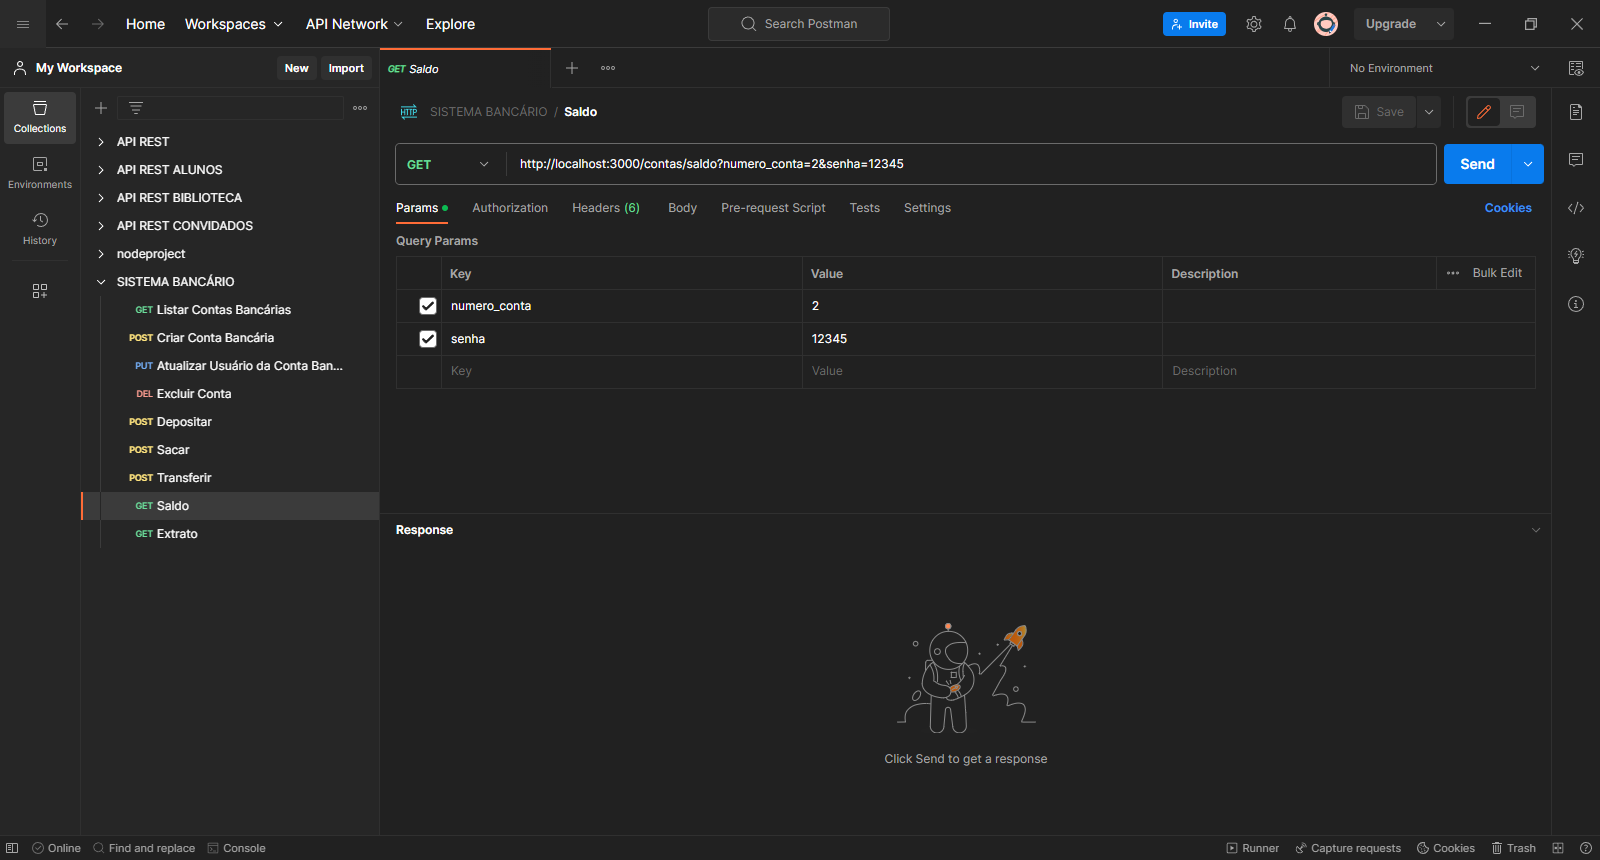 Home Workspaces API Network Explore Search Postman Invite Upgrade
My Workspace New Import GET Saldo No Environment
Collections
Environments
History
API REST
API REST ALUNOS
API REST BIBLIOTECA
API REST CONVIDADOS
nodeproject
SISTEMA BANCÁRIO
GET Listar Contas Bancárias
POST Criar Conta Bancária
PUT Atualizar Usuário da Conta Ban...
DEL Excluir Conta
POST Depositar
POST Sacar
POST Transferir
GET Saldo
GET Extrato
HTTP SISTEMA BANCÁRIO / Saldo Save
GET http://localhost:3000/contas/saldo?numero_conta=2&senha=12345 Send
Params Authorization Headers (6) Body Pre-request Script Tests Settings Cookies
Query Params
Key Value Description Bulk Edit
numero_conta 2
senha 12345
Key Value Description
Response
Click Send to get a response
Online Find and replace Console Runner Capture requests Cookies Trash